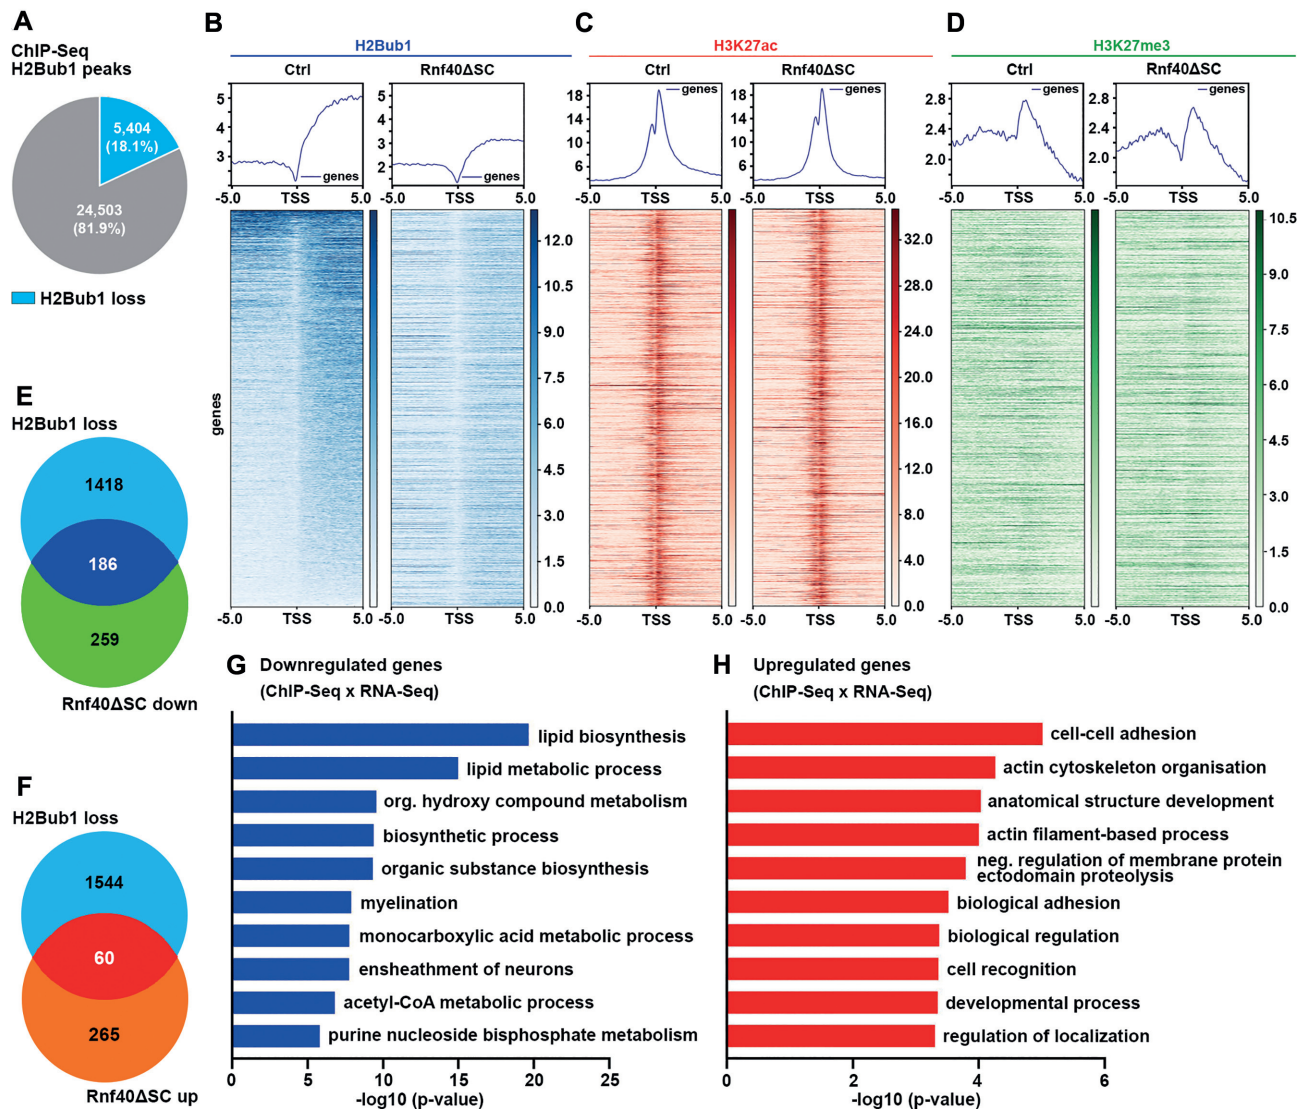 A
ChIP-Seq
H2Bub1 peaks
5,404
(18.1%)
24,503
(81.9%)
H2Bub1 loss
B
H2Bub1
Ctrl
Rnf40ΔSC
5
4
3
genes
-5.0
TSS
5.0
5
4
3
2
genes
-5.0
TSS
5.0
genes
12.0
10.5
9.0
7.5
6.0
4.5
3.0
1.5
0.0
-5.0
TSS
5.0
-5.0
TSS
5.0
C
H3K27ac
Ctrl
Rnf40ΔSC
18
14
10
6
genes
-5.0
TSS
5.0
18
14
10
6
genes
-5.0
TSS
5.0
32.0
28.0
24.0
20.0
16.0
12.0
8.0
4.0
0.0
-5.0
TSS
5.0
-5.0
TSS
5.0
D
H3K27me3
Ctrl
Rnf40ΔSC
2.8
2.4
2.0
genes
-5.0
TSS
5.0
2.8
2.4
2.0
genes
-5.0
TSS
5.0
10.5
9.0
7.5
6.0
4.5
3.0
1.5
0.0
-5.0
TSS
5.0
-5.0
TSS
5.0
E
H2Bub1 loss
1418
186
259
Rnf40ΔSC down
F
H2Bub1 loss
1544
60
265
Rnf40ΔSC up
G Downregulated genes
(ChIP-Seq x RNA-Seq)
lipid biosynthesis
lipid metabolic process
org. hydroxy compound metabolism
biosynthetic process
organic substance biosynthesis
myelination
monocarboxylic acid metabolic process
ensheathment of neurons
acetyl-CoA metabolic process
purine nucleoside bisphosphate metabolism
0 5 10 15 20 25
-log10 (p-value)
H Upregulated genes
(ChIP-Seq x RNA-Seq)
cell-cell adhesion
actin cytoskeleton organisation
anatomical structure development
actin filament-based process
neg. regulation of membrane protein
ectodomain proteolysis
biological adhesion
biological regulation
cell recognition
developmental process
regulation of localization
0 2 4 6
-log10 (p-value)